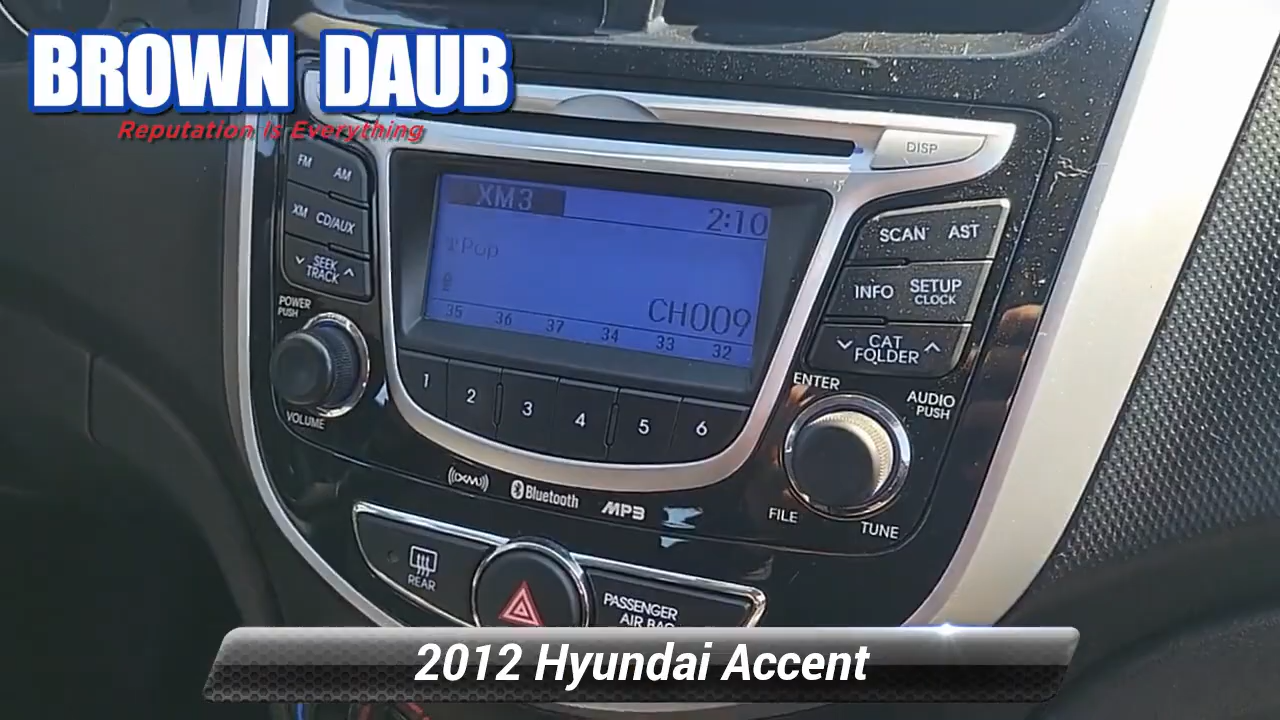 BROWN DAUB
Reputation Is Everything
DISP
FM AM
XM CD/AUX
SEEK
TRACK
POWER
PUSH
VOLUME
XM3
2:10
Pop
CH009
35 36 37 34 33 32
1 2 3 4 5 6
SCAN AST
INFO SETUP
CLOCK
CAT
FOLDER
ENTER
AUDIO
PUSH
FILE
TUNE
((XM)) Bluetooth MP3
REAR
PASSENGER
AIR BAG
2012 Hyundai Accent